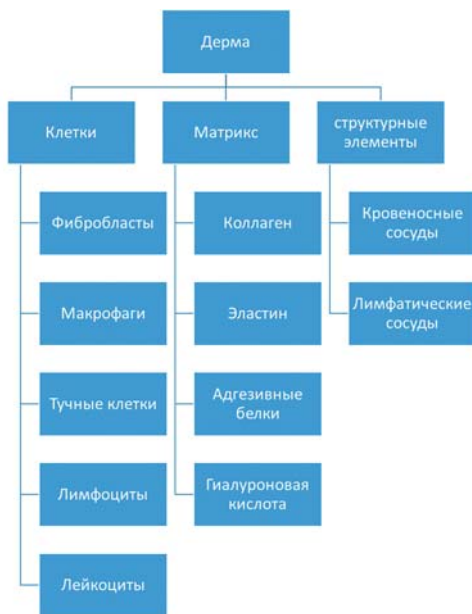 Дерма
Клетки
Матрикс
структурные
элементы
Фибробласты
Коллаген
Кровеносные
сосуды
Макрофаги
Эластин
Лимфатические
сосуды
Тучные клетки
Адгезивные
белки
Лимфоциты
Гиалуроновая
кислота
Лейкоциты